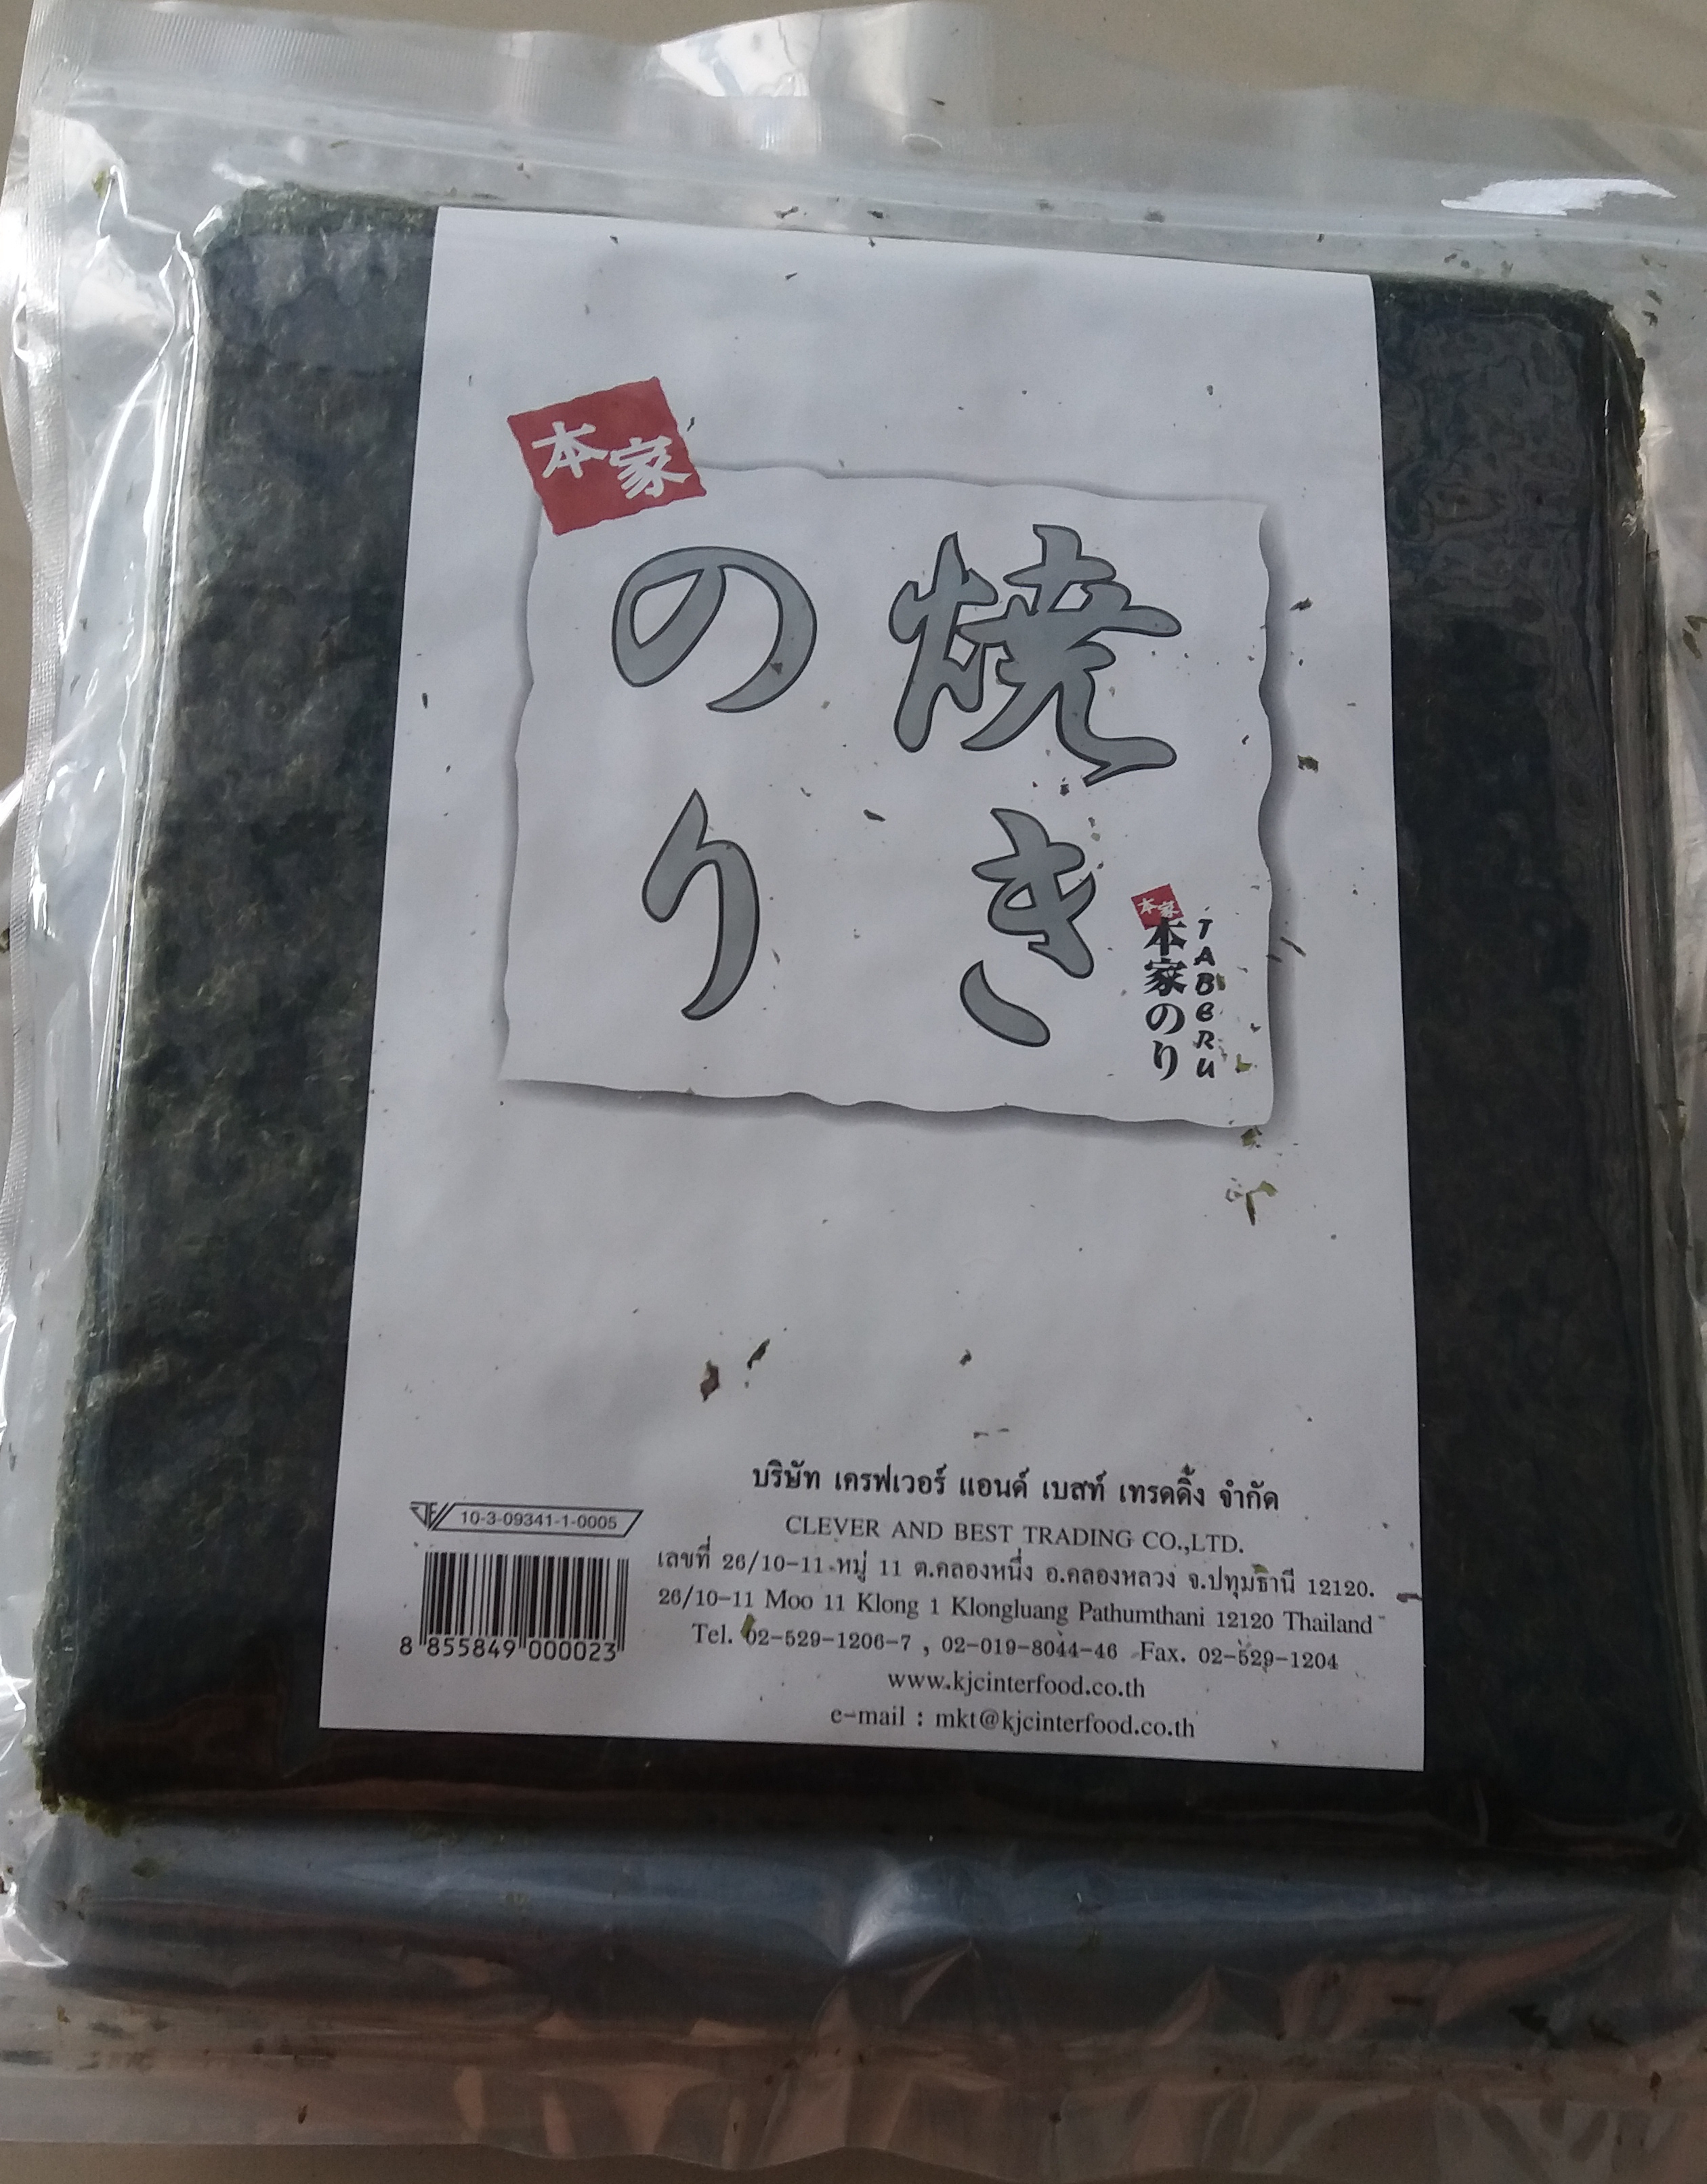 本家
焼き
のり
本家
本家のり
TABERU
บริษัท เครฟเวอร์ แอนด์ เบสท์ เทรดดิ้ง จำกัด
CLEVER AND BEST TRADING CO.,LTD.
เลขที่ 26/10-11 หมู่ 11 ต.คลองหนึ่ง อ.คลองหลวง จ.ปทุมธานี 12120.
26/10-11 Moo 11 Klong 1 Klongluang Pathumthani 12120 Thailand
Tel. 02-529-1206-7 , 02-019-8044-46 Fax. 02-529-1204
www.kjcinterfood.co.th
e-mail : mkt@kjcinterfood.co.th
10-3-09341-1-0005
8 855849 000023